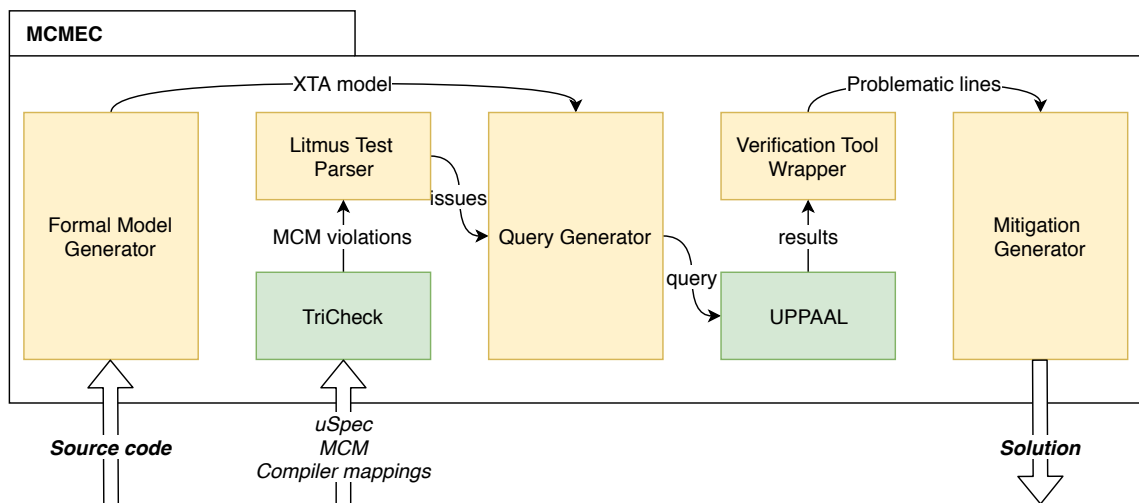 MCMEC
XTA model
Problematic lines
Formal Model
Generator
Litmus Test
Parser
issues
MCM violations
TriCheck
Query Generator
query
Verification Tool
Wrapper
results
UPPAAL
Mitigation
Generator
Source code
uSpec
MCM
Compiler mappings
Solution